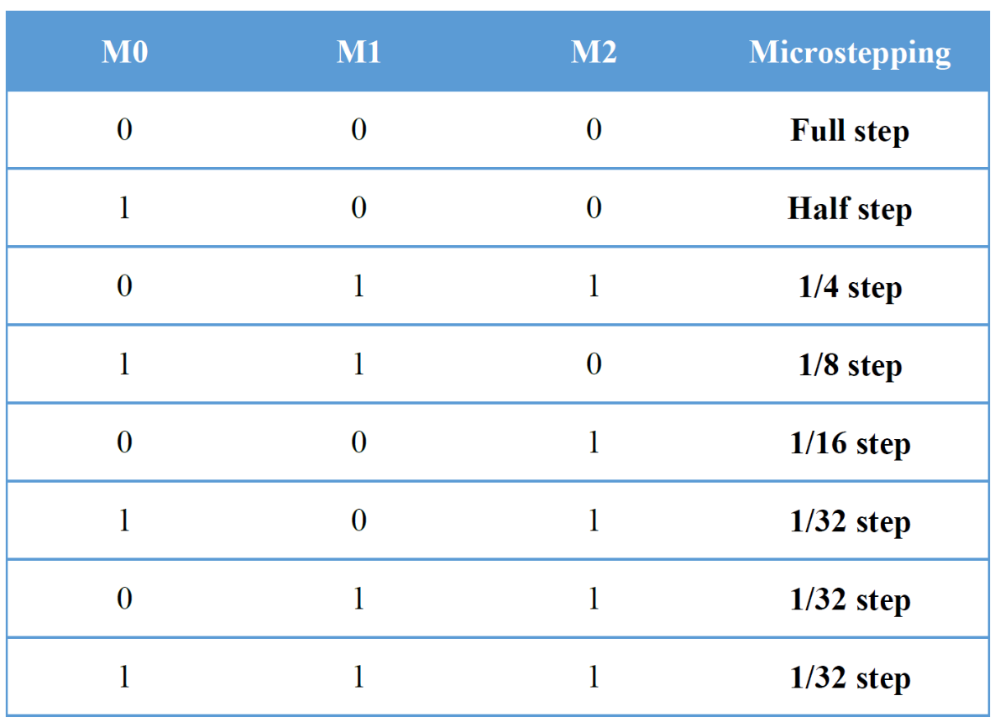 M0 M1 M2 Microstepping
0 0 0 Full step
1 0 0 Half step
0 1 1 1/4 step
1 1 0 1/8 step
0 0 1 1/16 step
1 0 1 1/32 step
0 1 1 1/32 step
1 1 1 1/32 step